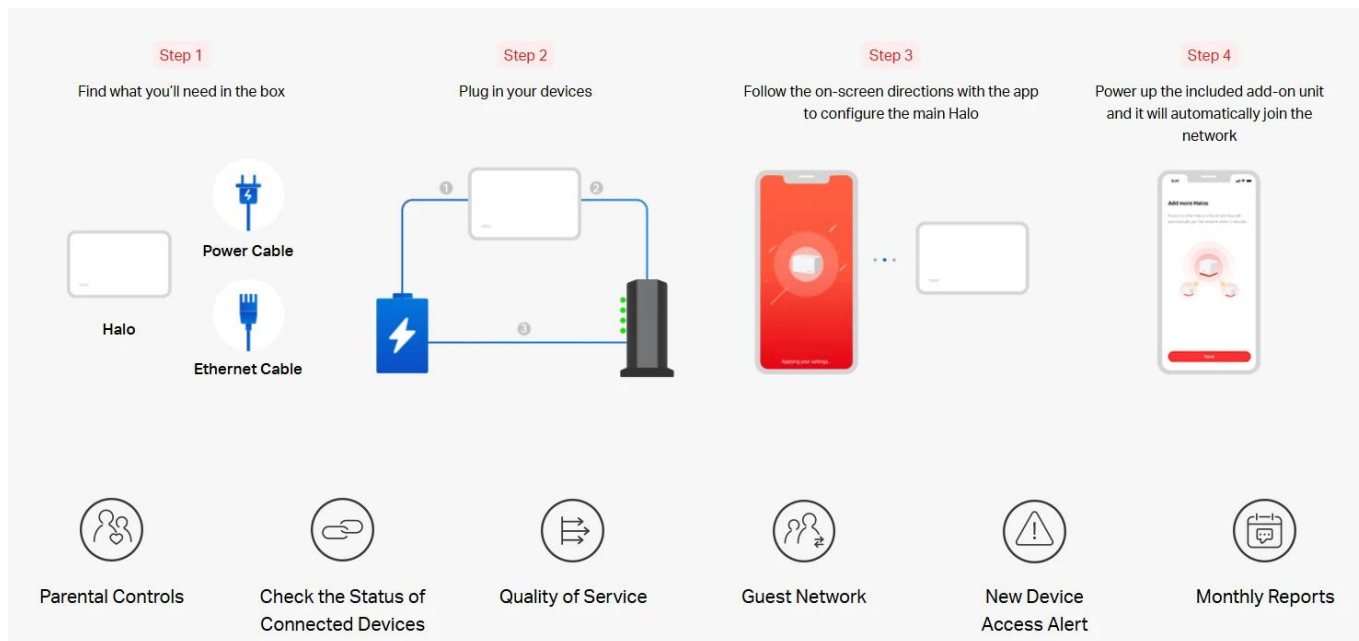 Step 1
Find what you'll need in the box
Power Cable
Halo
Ethernet Cable
Step 2
Plug in your devices
1
2
3
Step 3
Follow the on-screen directions with the app
to configure the main Halo
Applying your settings...
Step 4
Power up the included add-on unit
and it will automatically join the
network
Add more Halos
Next
Parental Controls
Check the Status of
Connected Devices
Quality of Service
Guest Network
New Device
Access Alert
Monthly Reports